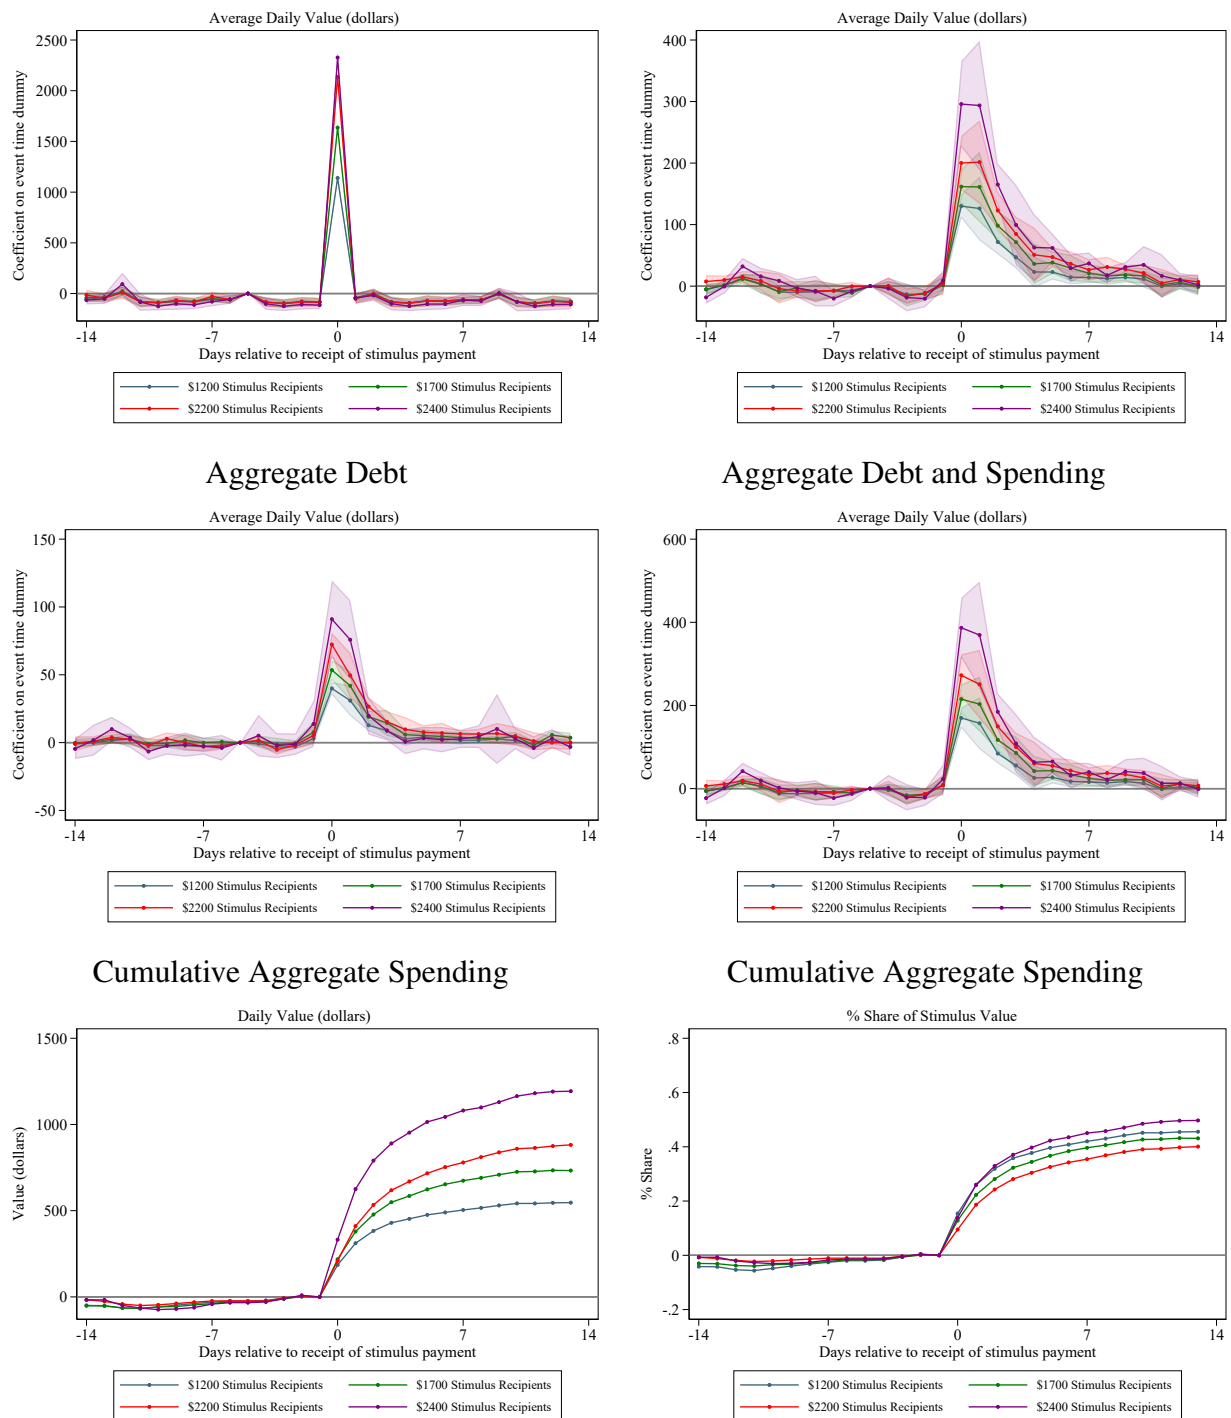 Average Daily Value (dollars)
Coefficient on event time dummy
2500
2000
1500
1000
500
0
-14
-7
0
7
14
Days relative to receipt of stimulus payment
$1200 Stimulus Recipients
$1700 Stimulus Recipients
$2200 Stimulus Recipients
$2400 Stimulus Recipients
Average Daily Value (dollars)
Coefficient on event time dummy
400
300
200
100
0
-14
-7
0
7
14
Days relative to receipt of stimulus payment
$1200 Stimulus Recipients
$1700 Stimulus Recipients
$2200 Stimulus Recipients
$2400 Stimulus Recipients
Aggregate Debt
Average Daily Value (dollars)
Coefficient on event time dummy
150
100
50
0
-50
-14
-7
0
7
14
Days relative to receipt of stimulus payment
$1200 Stimulus Recipients
$1700 Stimulus Recipients
$2200 Stimulus Recipients
$2400 Stimulus Recipients
Aggregate Debt and Spending
Average Daily Value (dollars)
Coefficient on event time dummy
600
400
200
0
-14
-7
0
7
14
Days relative to receipt of stimulus payment
$1200 Stimulus Recipients
$1700 Stimulus Recipients
$2200 Stimulus Recipients
$2400 Stimulus Recipients
Cumulative Aggregate Spending
Daily Value (dollars)
Value (dollars)
1500
1000
500
0
-14
-7
0
7
14
Days relative to receipt of stimulus payment
$1200 Stimulus Recipients
$1700 Stimulus Recipients
$2200 Stimulus Recipients
$2400 Stimulus Recipients
Cumulative Aggregate Spending
% Share of Stimulus Value
% Share
.8
.6
.4
.2
0
-.2
-14
-7
0
7
14
Days relative to receipt of stimulus payment
$1200 Stimulus Recipients
$1700 Stimulus Recipients
$2200 Stimulus Recipients
$2400 Stimulus Recipients